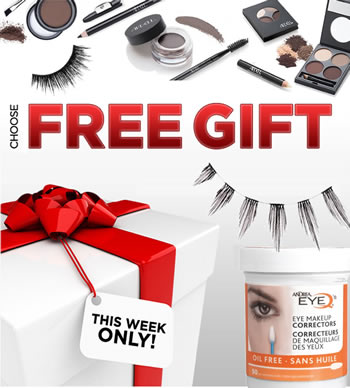 CHOOSE
FREE GIFT
THIS WEEK
ONLY!
ANDREA
EYEQ's
EYE MAKEUP
CORRECTORS
CORRECTEURS
DE MAQUILLAGE
DES YEUX
OIL FREE - SANS HUILE